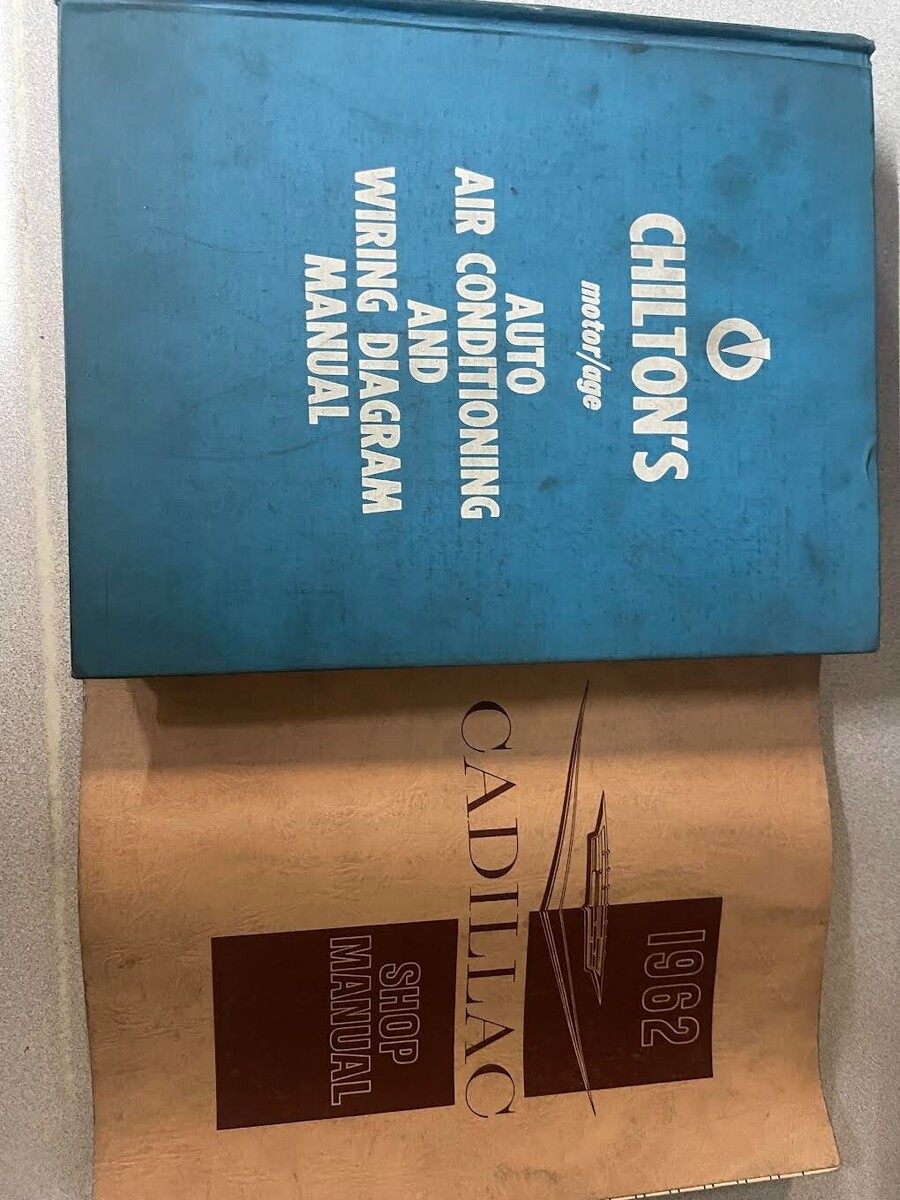 CHILTON'S
motor/age
AUTO
AIR CONDITIONING
AND
WIRING DIAGRAM
MANUAL
1962
CADILLAC
SHOP
MANUAL